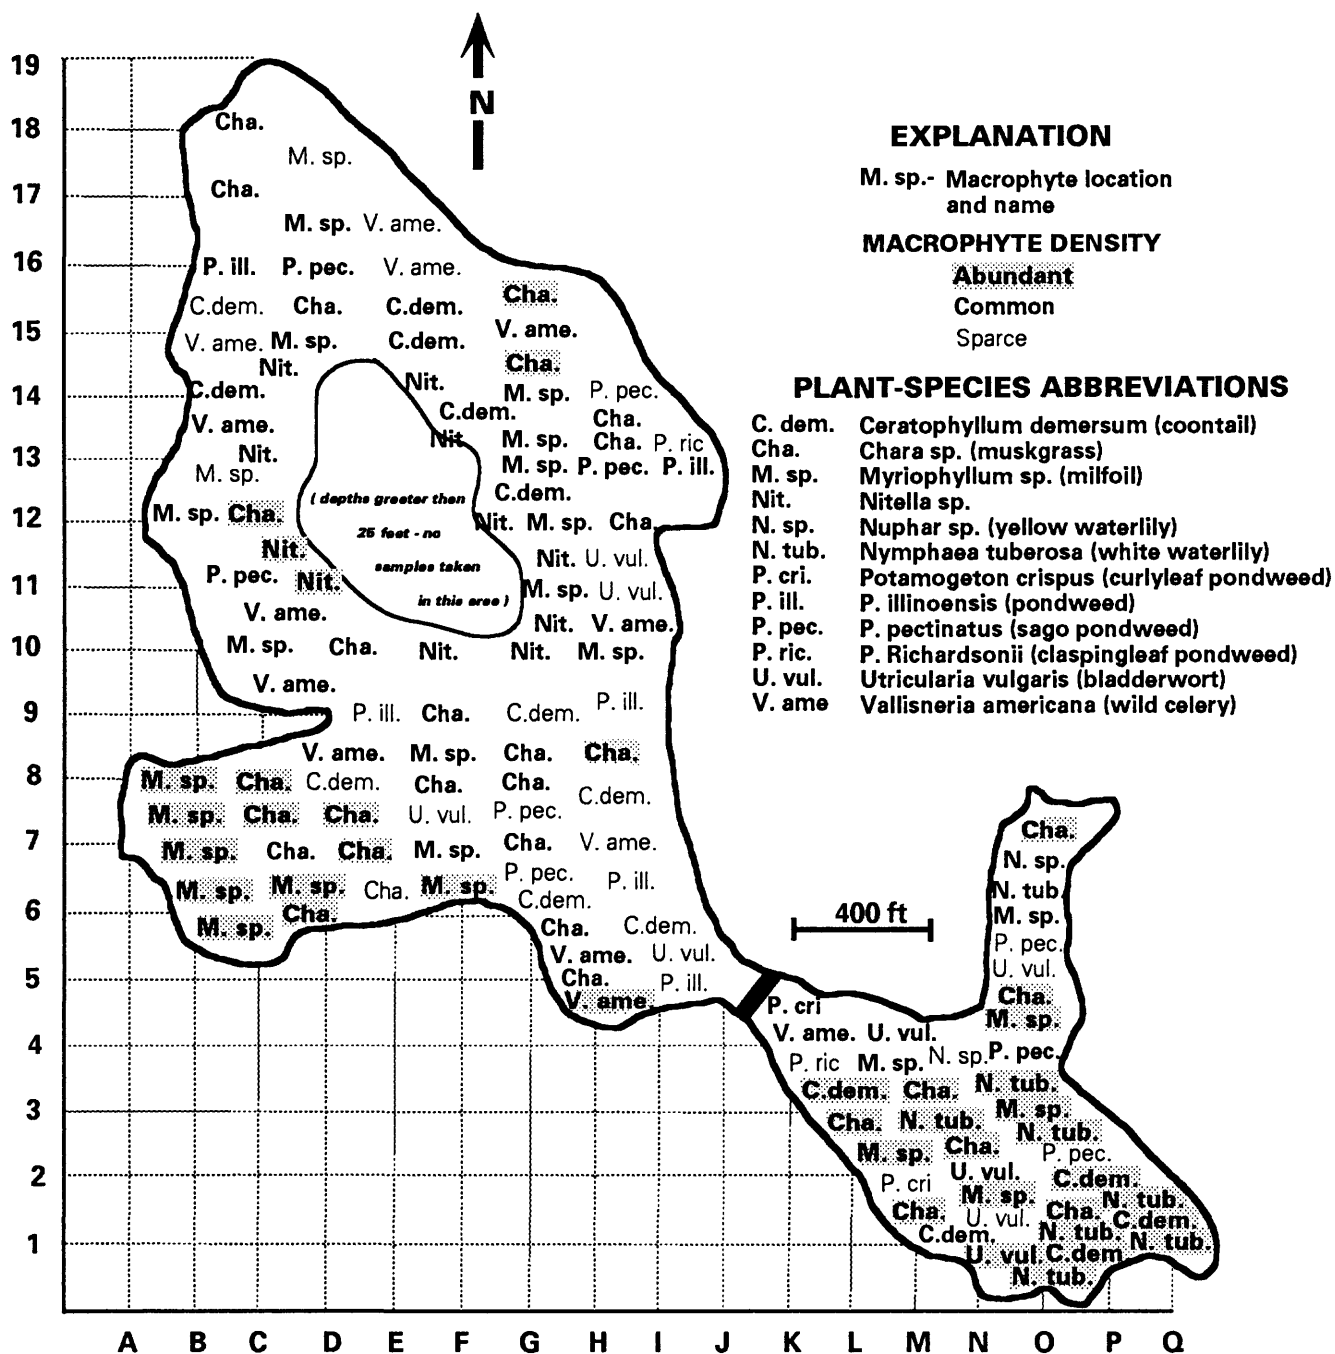 N
EXPLANATION
M. sp.- Macrophyte location
and name
MACROPHYTE DENSITY
Abundant
Common
Sparce
PLANT-SPECIES ABBREVIATIONS
C. dem. Ceratophyllum demersum (coontail)
Cha. Chara sp. (muskgrass)
M. sp. Myriophyllum sp. (milfoil)
Nit. Nitella sp.
N. sp. Nuphar sp. (yellow waterlily)
N. tub. Nymphaea tuberosa (white waterlily)
P. cri. Potamogeton crispus (curlyleaf pondweed)
P. ill. P. illinoensis (pondweed)
P. pec. P. pectinatus (sago pondweed)
P. ric. P. Richardsonii (claspingleaf pondweed)
U. vul. Utricularia vulgaris (bladderwort)
V. ame Vallisneria americana (wild celery)
19
18 Cha.
M. sp.
17 Cha.
M. sp. V. ame.
16 P. ill. P. pec. V. ame.
Cha.
C.dem. Cha. C.dem.
15 V. ame.
V. ame. M. sp. C.dem.
Nit. Cha.
Nit.
14 C.dem. M. sp. P. pec.
C.dem. Cha.
V. ame.
Nit. M. sp. Cha. P. ric
13 Nit.
M. sp. P. pec. P. ill.
M. sp.
C.dem.
( depths greater then
12 M. sp. Cha. Nit. M. sp. Cha.
25 feet - no
Nit. Nit. U. vul.
samples taken
P. pec. Nit.
11 M. sp. U. vul.
in this area )
V. ame. Nit. V. ame.
10 M. sp. Cha. Nit. Nit. M. sp.
V. ame.
9 P. ill. Cha. C.dem. P. ill.
V. ame. M. sp. Cha. Cha.
8 M. sp. Cha. C.dem. Cha. Cha.
C.dem.
M. sp. Cha. Cha. U. vul. P. pec.
7 Cha. V. ame.
M. sp. Cha. Cha. M. sp.
P. pec. P. ill.
M. sp. M. sp. Cha. M. sp.
C.dem.
6 Cha.
M. sp. Cha. C.dem.
V. ame. U. vul.
5 Cha. P. ill.
V. ame.
400 ft
Cha.
N. sp.
N. tub.
M. sp.
P. pec.
U. vul.
Cha.
P. cri M. sp.
V. ame. U. vul.
4 P. ric M. sp. N. sp. P. pec.
C.dem. Cha. N. tub.
3 M. sp.
Cha. N. tub. N. tub.
M. sp. Cha. P. pec.
2 U. vul. C.dem.
P. cri M. sp. N. tub.
Cha. U. vul. Cha. C.dem.
1 C.dem. N. tub. N. tub.
U. vul. C.dem
N. tub.
A B C D E F G H I J K L M N O P Q